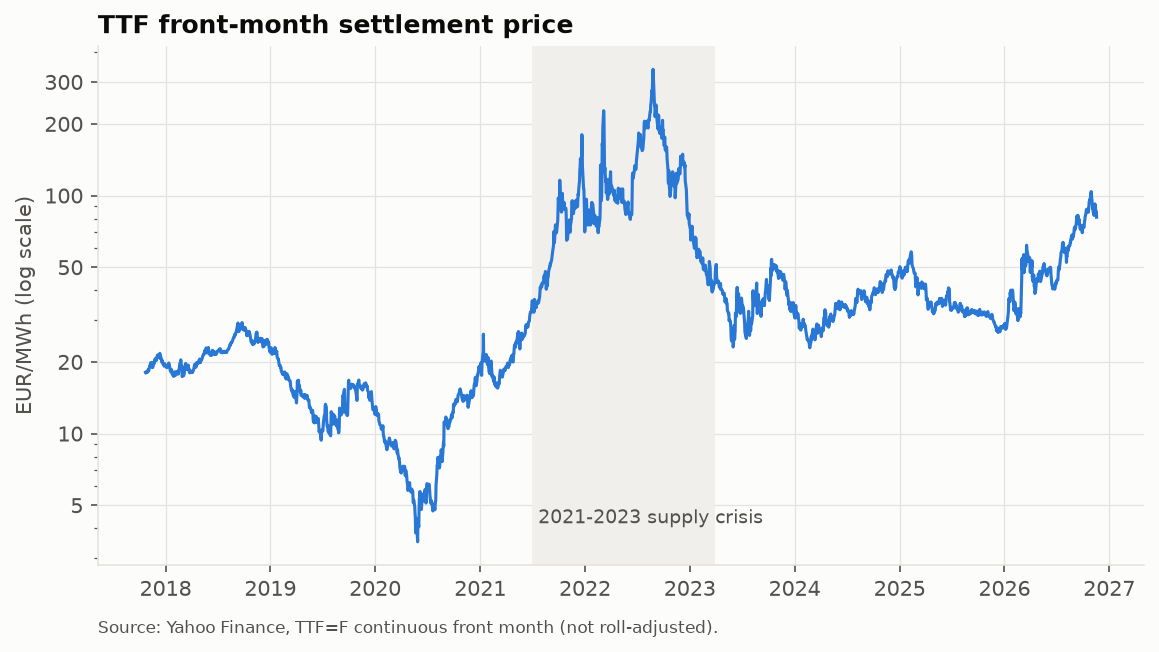 TTF front-month settlement price
EUR/MWh (log scale)
300
200
100
50
20
10
5
2021-2023 supply crisis
2018 2019 2020 2021 2022 2023 2024 2025 2026 2027
Source: Yahoo Finance, TTF=F continuous front month (not roll-adjusted).